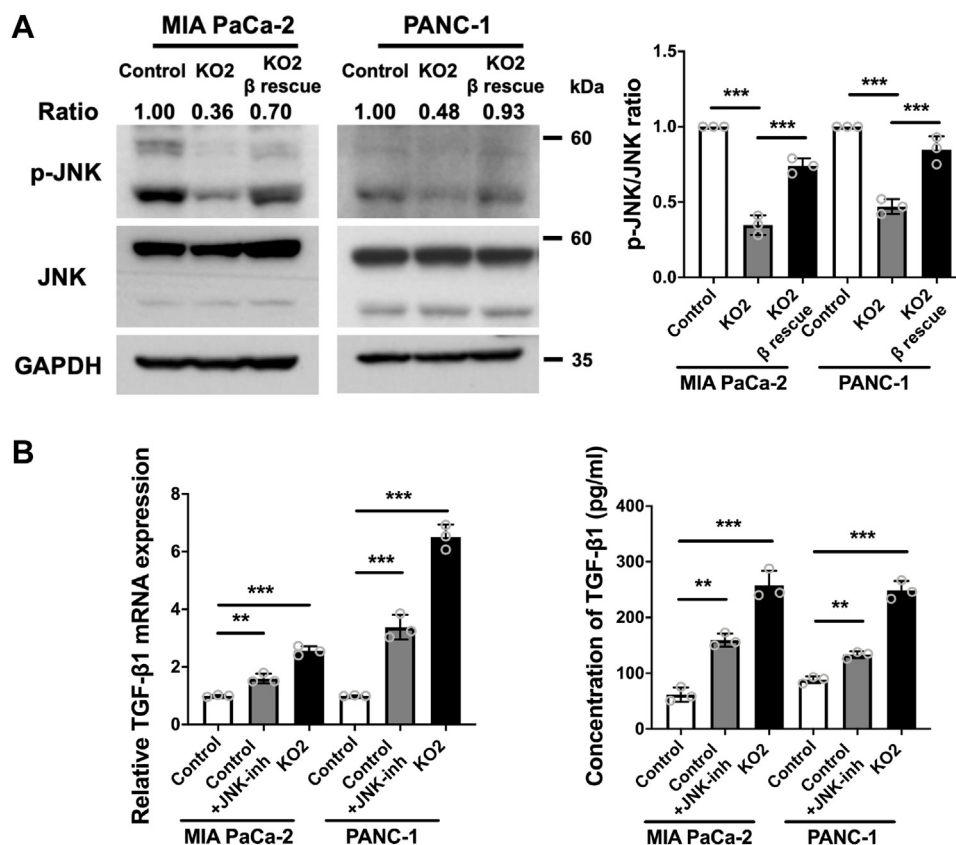 A
MIA PaCa-2
PANC-1
Control KO2 KO2 β rescue
Control KO2 KO2 β rescue
kDa
Ratio 1.00 0.36 0.70 1.00 0.48 0.93
p-JNK
60
JNK
60
GAPDH
35
p-JNK/JNK ratio
1.5
1.0
0.5
0.0
***
***
***
***
Control
KO2
KO2 β rescue
Control
KO2
KO2 β rescue
MIA PaCa-2
PANC-1
B
Relative TGF-β1 mRNA expression
8
6
4
2
0
**
***
***
***
Control
Control +JNK-inh
KO2
Control
Control +JNK-inh
KO2
MIA PaCa-2
PANC-1
Concentration of TGF-β1 (pg/ml)
400
300
200
100
0
**
***
**
***
Control
Control +JNK-inh
KO2
Control
Control +JNK-inh
KO2
MIA PaCa-2
PANC-1